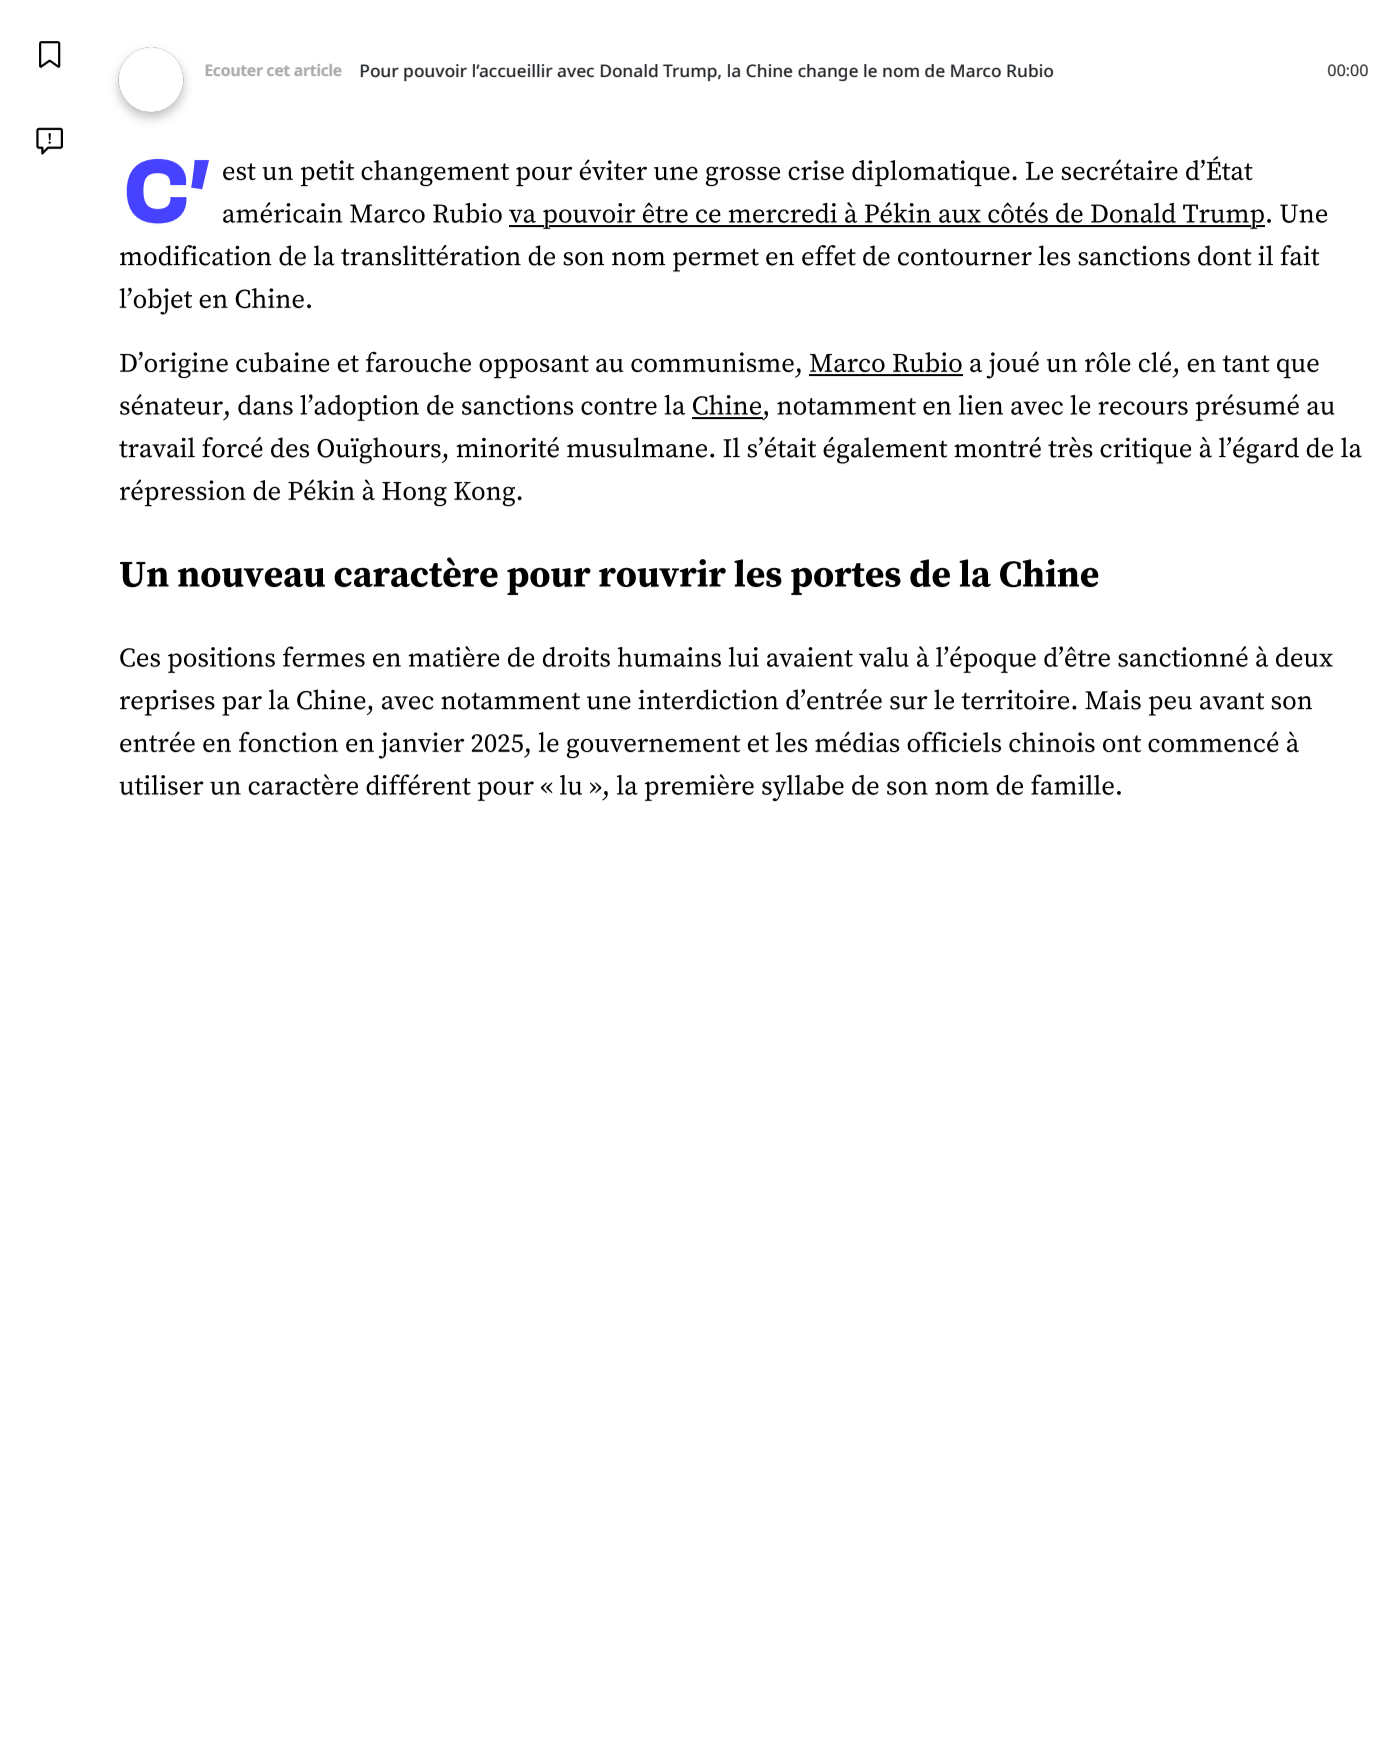 Ecouter cet article Pour pouvoir l’accueillir avec Donald Trump, la Chine change le nom de Marco Rubio 00:00
C’est un petit changement pour éviter une grosse crise diplomatique. Le secrétaire d’État
américain Marco Rubio va pouvoir être ce mercredi à Pékin aux côtés de Donald Trump. Une
modification de la translittération de son nom permet en effet de contourner les sanctions dont il fait
l’objet en Chine.
D’origine cubaine et farouche opposant au communisme, Marco Rubio a joué un rôle clé, en tant que
sénateur, dans l’adoption de sanctions contre la Chine, notamment en lien avec le recours présumé au
travail forcé des Ouïghours, minorité musulmane. Il s’était également montré très critique à l’égard de la
répression de Pékin à Hong Kong.
Un nouveau caractère pour rouvrir les portes de la Chine
Ces positions fermes en matière de droits humains lui avaient valu à l’époque d’être sanctionné à deux
reprises par la Chine, avec notamment une interdiction d’entrée sur le territoire. Mais peu avant son
entrée en fonction en janvier 2025, le gouvernement et les médias officiels chinois ont commencé à
utiliser un caractère différent pour « lu », la première syllabe de son nom de famille.